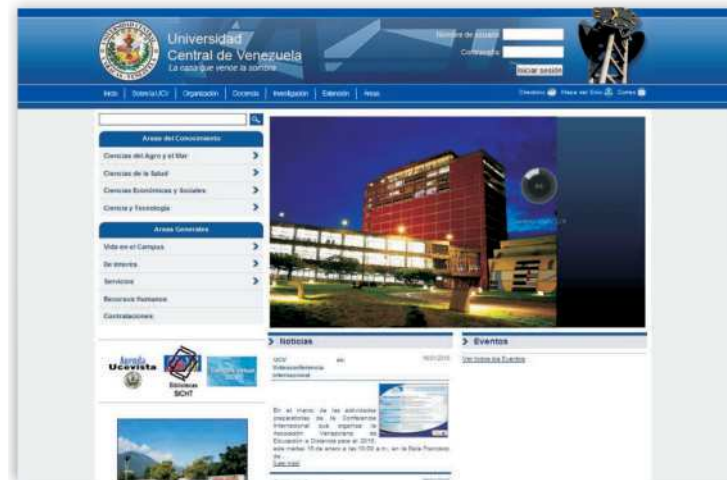 Universidad
Central de Venezuela
La casa que vence la sombra
Nombre de usuario
Contraseña
Iniciar sesión
Inicio | Sobre la UCV | Organización | Docencia | Investigación | Extensión | Areas
Directorio Mapa del Sitio Correo
Areas del Conocimiento
Ciencias del Agro y el Mar
Ciencias de la Salud
Ciencias Económicas y Sociales
Ciencia y Tecnología
Areas Generales
Vida en el Campus
De interés
Servicios
Recursos Humanos
Contrataciones
Agenda
Ucevista
Bibliotecas
SICHT
Noticias
UCV en
Videoconferencia
internacional
En el marco de las actividades
preparatorias de la Conferencia
Internacional que organiza la
Asociación Venezolana de
Educación a Distancia para el 2010,
este martes 19 de enero a las 10:00 a.m., en la Sala Francisco
de...
[Leer más]
Eventos
Ver todos los Eventos